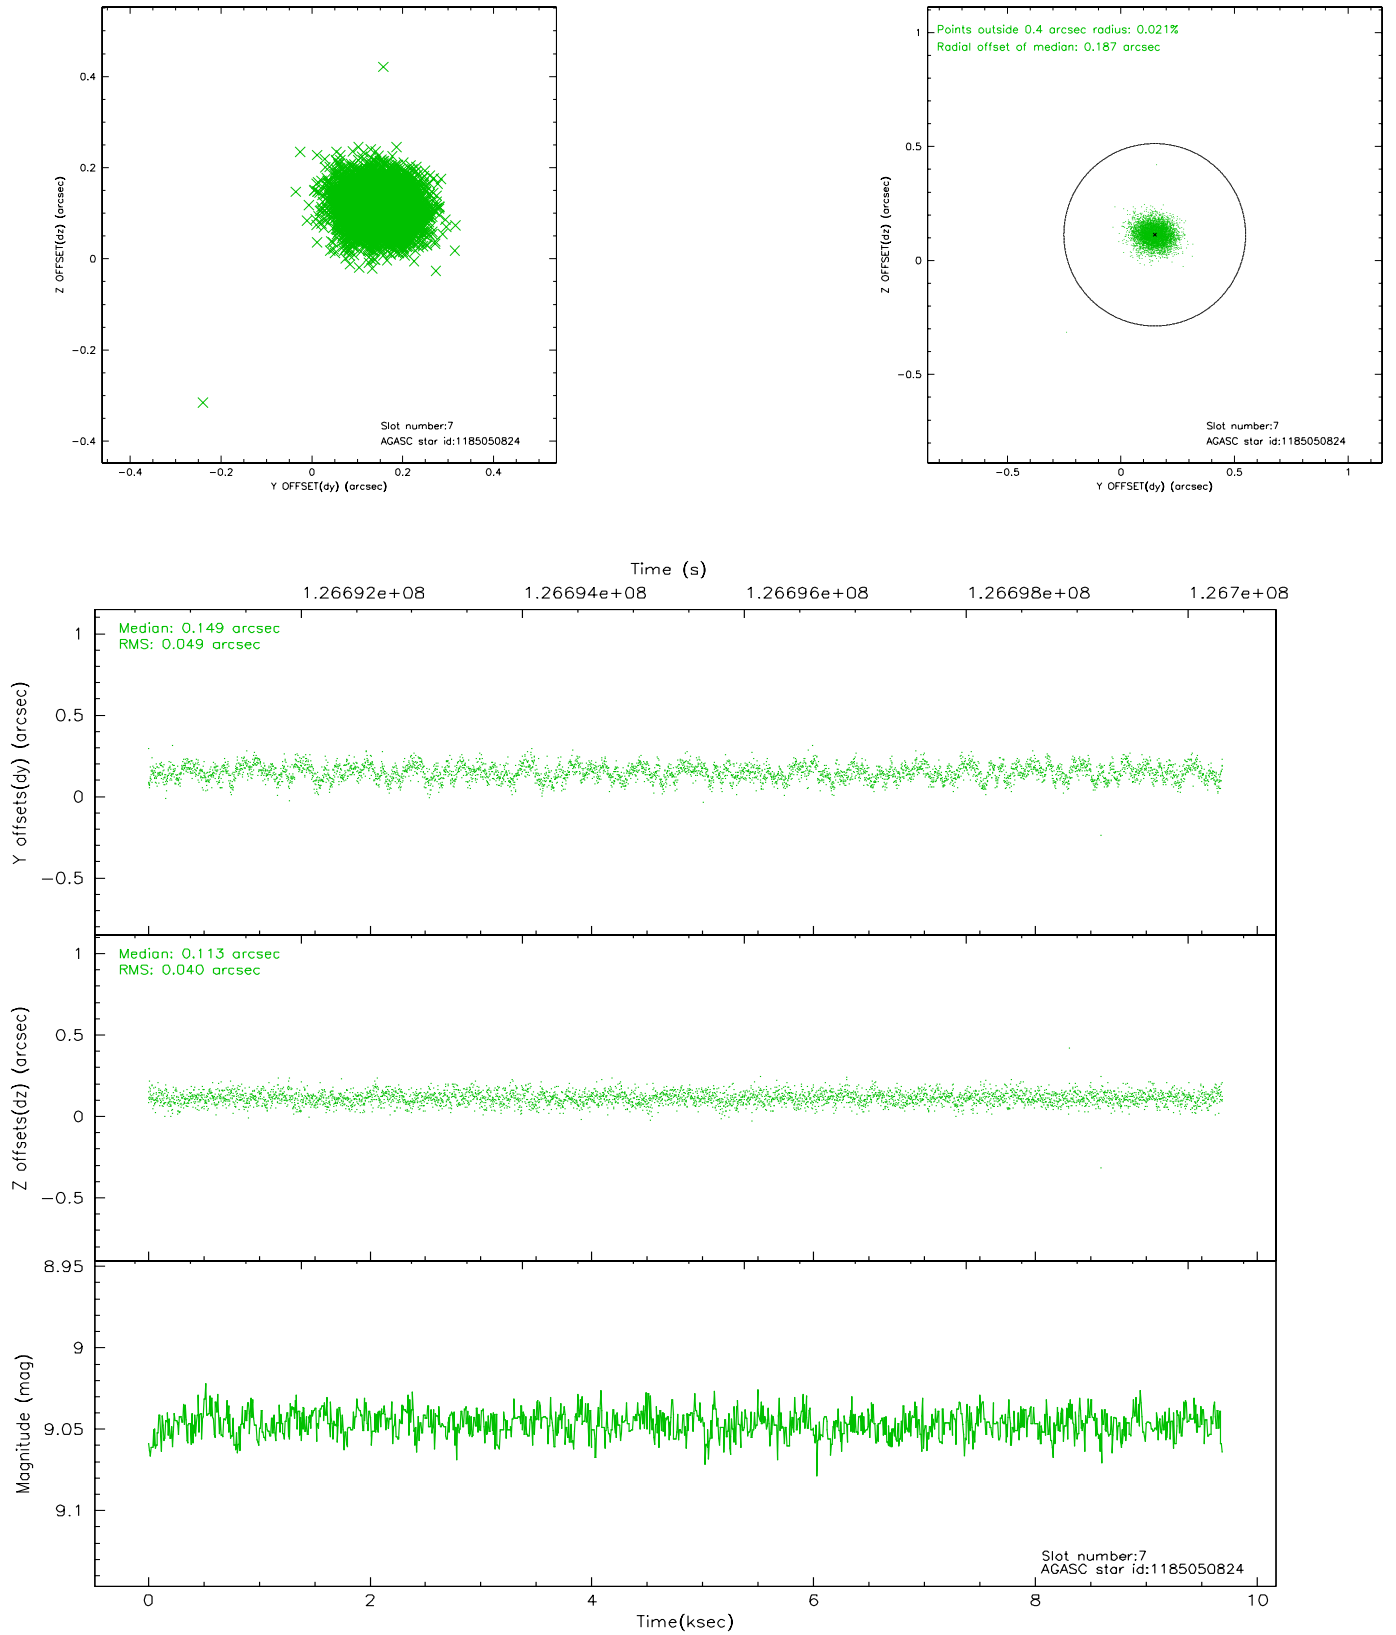 0.4
0.2
0
−0.2
−0.4
Z OFFSET(dz) (arcsec)
Slot number:7
AGASC star id:1185050824
−0.4 −0.2 0 0.2 0.4
Y OFFSET(dy) (arcsec)
Points outside 0.4 arcsec radius: 0.021%
Radial offset of median: 0.187 arcsec
1
0.5
0
−0.5
Z OFFSET(dz) (arcsec)
Slot number:7
AGASC star id:1185050824
−0.5 0 0.5 1
Y OFFSET(dy) (arcsec)
Time (s)
1.26692e+08 1.26694e+08 1.26696e+08 1.26698e+08 1.267e+08
Median: 0.149 arcsec
RMS: 0.049 arcsec
1
0.5
0
−0.5
Y offsets(dy) (arcsec)
Median: 0.113 arcsec
RMS: 0.040 arcsec
1
0.5
0
−0.5
Z offsets(dz) (arcsec)
8.95
9
9.05
9.1
Magnitude (mag)
Slot number:7
AGASC star id:1185050824
0 2 4 6 8 10
Time(ksec)